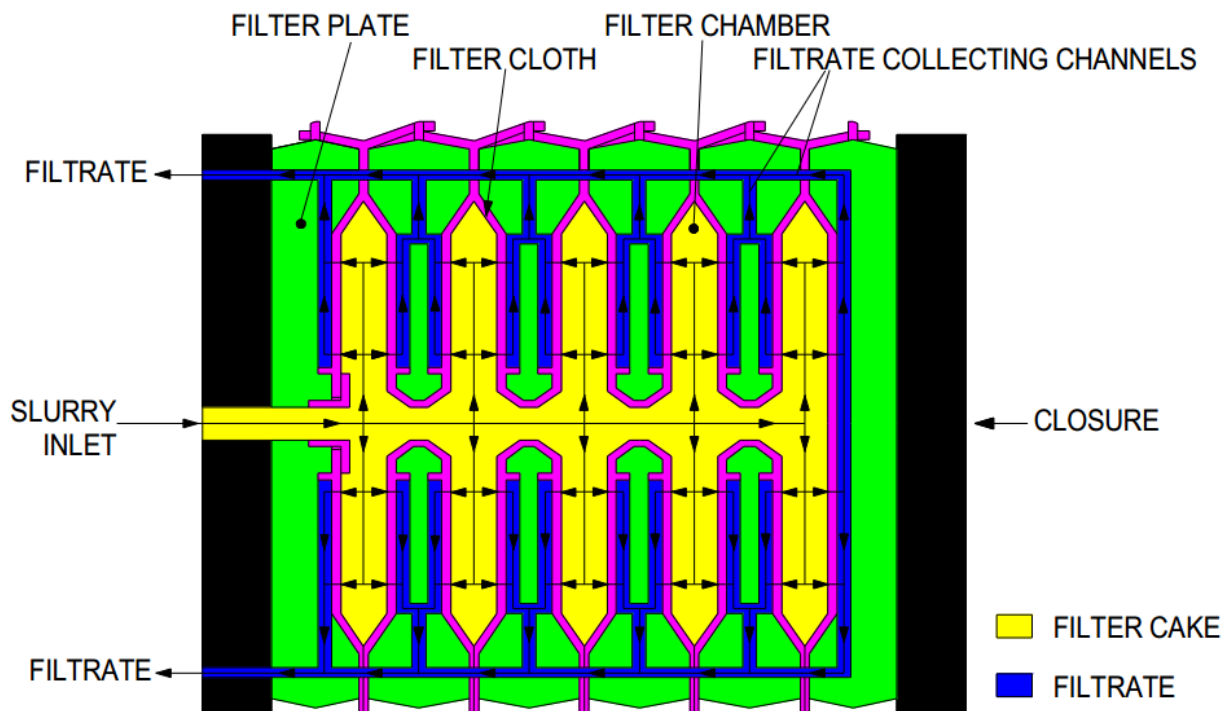 FILTER PLATE
FILTER CHAMBER
FILTER CLOTH
FILTRATE COLLECTING CHANNELS
FILTRATE
SLURRY
INLET
CLOSURE
FILTER CAKE
FILTRATE
FILTRATE